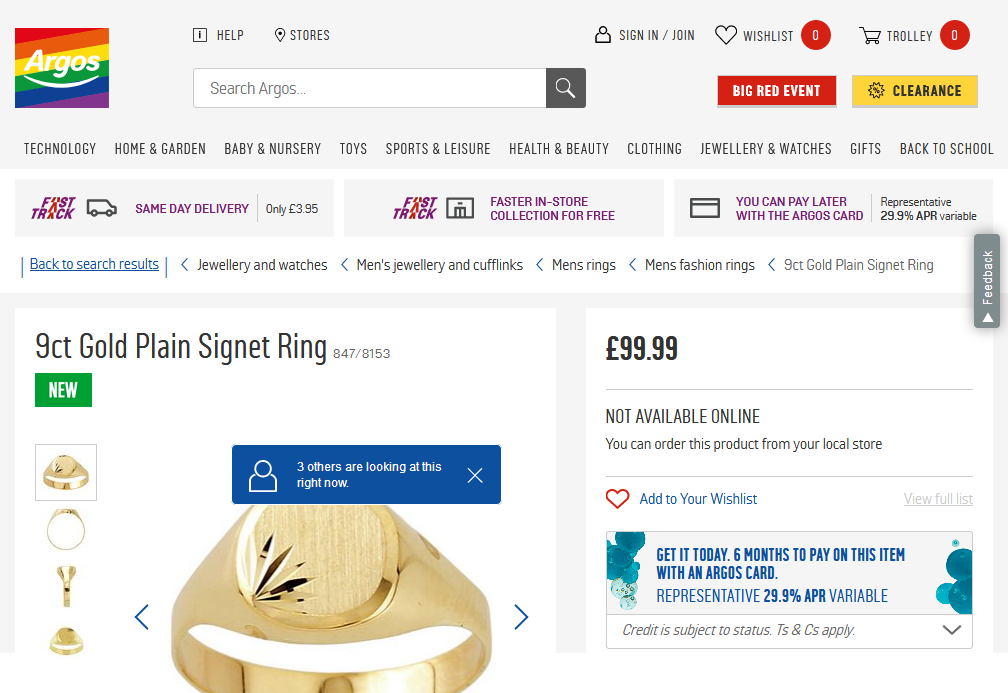 Argos
HELP
STORES
SIGN IN / JOIN
WISHLIST 0
TROLLEY 0
Search Argos...
BIG RED EVENT
CLEARANCE
TECHNOLOGY HOME & GARDEN BABY & NURSERY TOYS SPORTS & LEISURE HEALTH & BEAUTY CLOTHING JEWELLERY & WATCHES GIFTS BACK TO SCHOOL
FAST TRACK
SAME DAY DELIVERY
Only £3.95
FAST TRACK
FASTER IN-STORE
COLLECTION FOR FREE
YOU CAN PAY LATER
WITH THE ARGOS CARD
Representative
29.9% APR variable
Back to search results
Jewellery and watches
Men's jewellery and cufflinks
Mens rings
Mens fashion rings
9ct Gold Plain Signet Ring
Feedback
9ct Gold Plain Signet Ring 847/8153
NEW
3 others are looking at this
right now.
£99.99
NOT AVAILABLE ONLINE
You can order this product from your local store
Add to Your Wishlist
View full list
GET IT TODAY. 6 MONTHS TO PAY ON THIS ITEM
WITH AN ARGOS CARD.
REPRESENTATIVE 29.9% APR VARIABLE
Credit is subject to status. Ts & Cs apply.